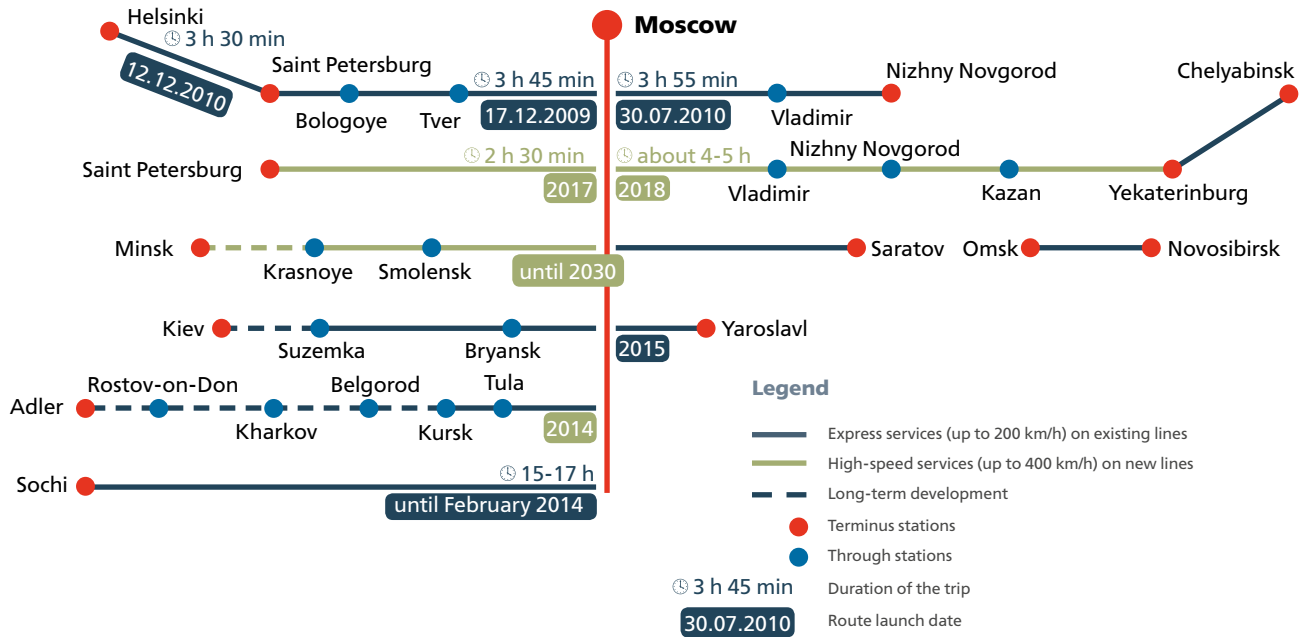 Helsinki
3 h 30 min
12.12.2010
Moscow
Saint Petersburg
3 h 45 min
3 h 55 min
Nizhny Novgorod
Chelyabinsk
Bologoye
Tver
17.12.2009
30.07.2010
Vladimir
Saint Petersburg
2 h 30 min
2017
about 4-5 h
2018
Nizhny Novgorod
Vladimir
Kazan
Yekaterinburg
Minsk
Krasnoye
Smolensk
until 2030
Saratov
Omsk
Novosibirsk
Kiev
Suzemka
Bryansk
2015
Yaroslavl
Adler
Rostov-on-Don
Kharkov
Belgorod
Kursk
Tula
2014
Sochi
15-17 h
until February 2014
Legend
Express services (up to 200 km/h) on existing lines
High-speed services (up to 400 km/h) on new lines
Long-term development
Terminus stations
Through stations
3 h 45 min Duration of the trip
30.07.2010 Route launch date